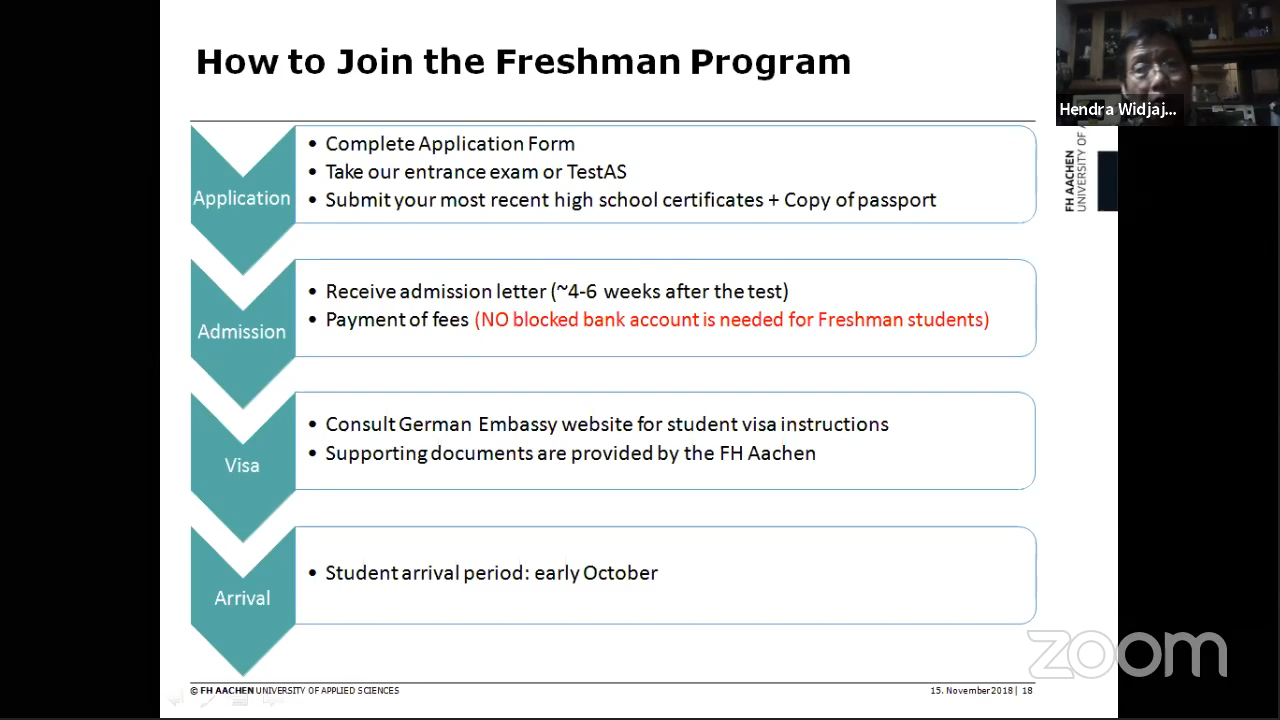 How to Join the Freshman Program
Hendra Widjaj...
FH AACHEN
UNIVERSITY OF A
Application
• Complete Application Form
• Take our entrance exam or TestAS
• Submit your most recent high school certificates + Copy of passport
Admission
• Receive admission letter (~4-6 weeks after the test)
• Payment of fees (NO blocked bank account is needed for Freshman students)
Visa
• Consult German Embassy website for student visa instructions
• Supporting documents are provided by the FH Aachen
Arrival
• Student arrival period: early October
zoom
© FH AACHEN UNIVERSITY OF APPLIED SCIENCES
15. November 2018 | 18